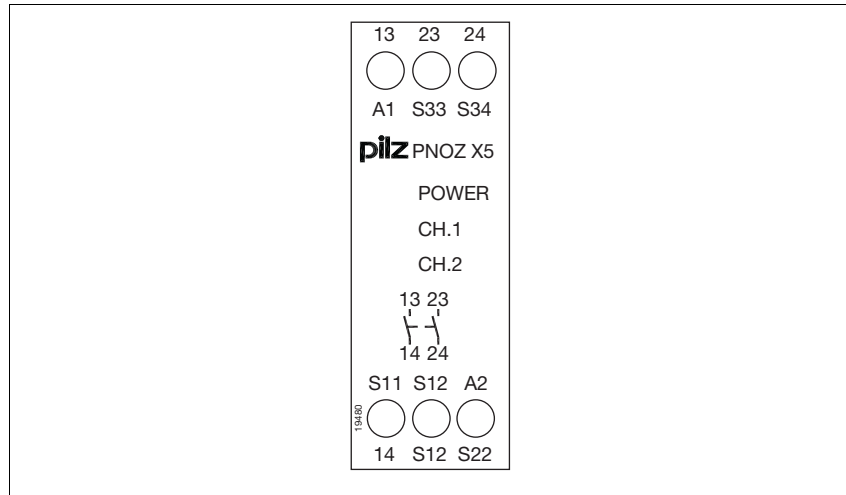 13 23 24
A1 S33 S34
pilz PNOZ X5
POWER
CH.1
CH.2
13 23
14 24
S11 S12 A2
19480
14 S12 S22